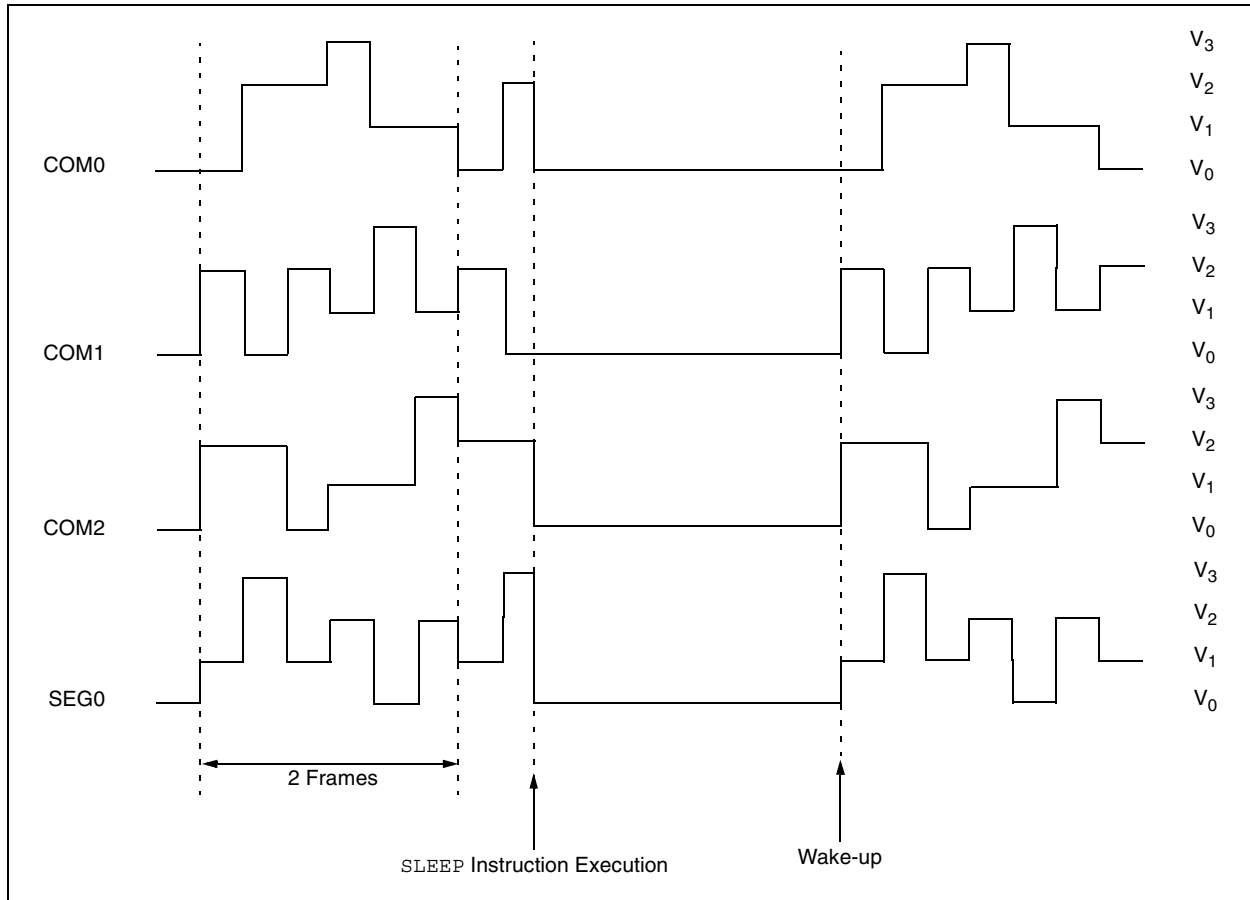 V3
V2
V1
COM0 V0
V3
V2
V1
COM1 V0
V3
V2
V1
COM2 V0
V3
V2
V1
SEG0 V0
2 Frames
SLEEP Instruction Execution Wake-up